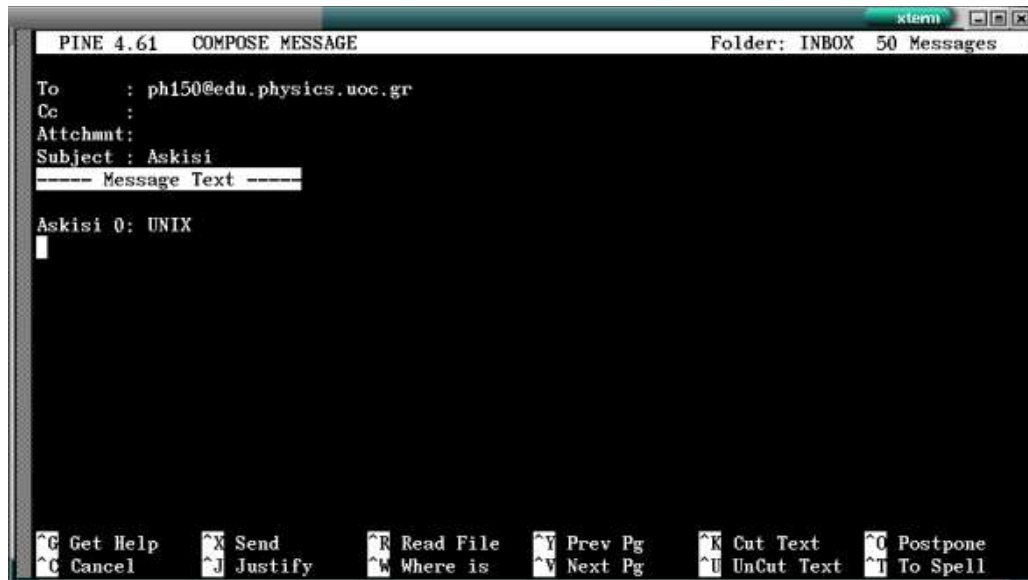 xterm
PINE 4.61 COMPOSE MESSAGE Folder: INBOX 50 Messages
To : ph150@edu.physics.uoc.gr
Cc :
Attchmnt:
Subject : Askisi
----- Message Text -----
Askisi 0: UNIX
^G Get Help ^X Send ^R Read File ^Y Prev Pg ^K Cut Text ^O Postpone
^C Cancel ^J Justify ^W Where is ^V Next Pg ^U UnCut Text ^T To Spell